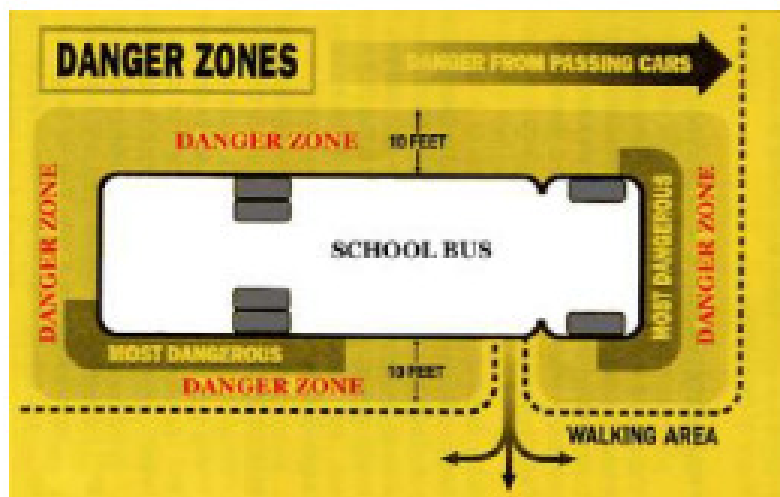 DANGER ZONES
DANGER FROM PASSING CARS
DANGER ZONE
10 FEET
DANGER ZONE
SCHOOL BUS
MOST DANGEROUS
DANGER ZONE
MOST DANGEROUS
10 FEET
DANGER ZONE
WALKING AREA